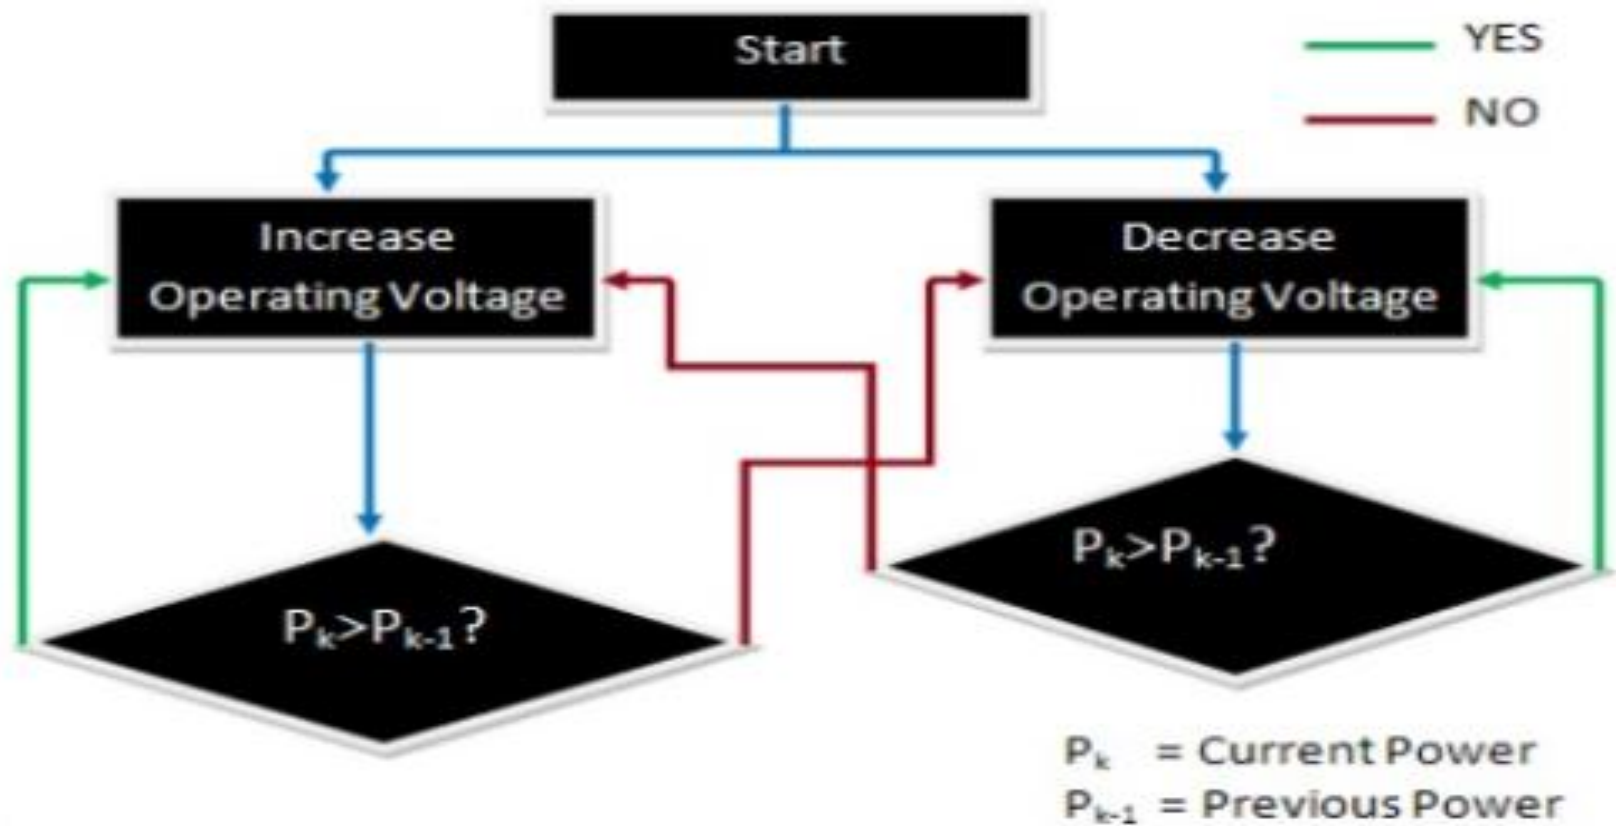 Start
YES
NO
Increase
Operating Voltage
Decrease
Operating Voltage
Pk>Pk-1?
Pk>Pk-1?
Pk = Current Power
Pk-1 = Previous Power